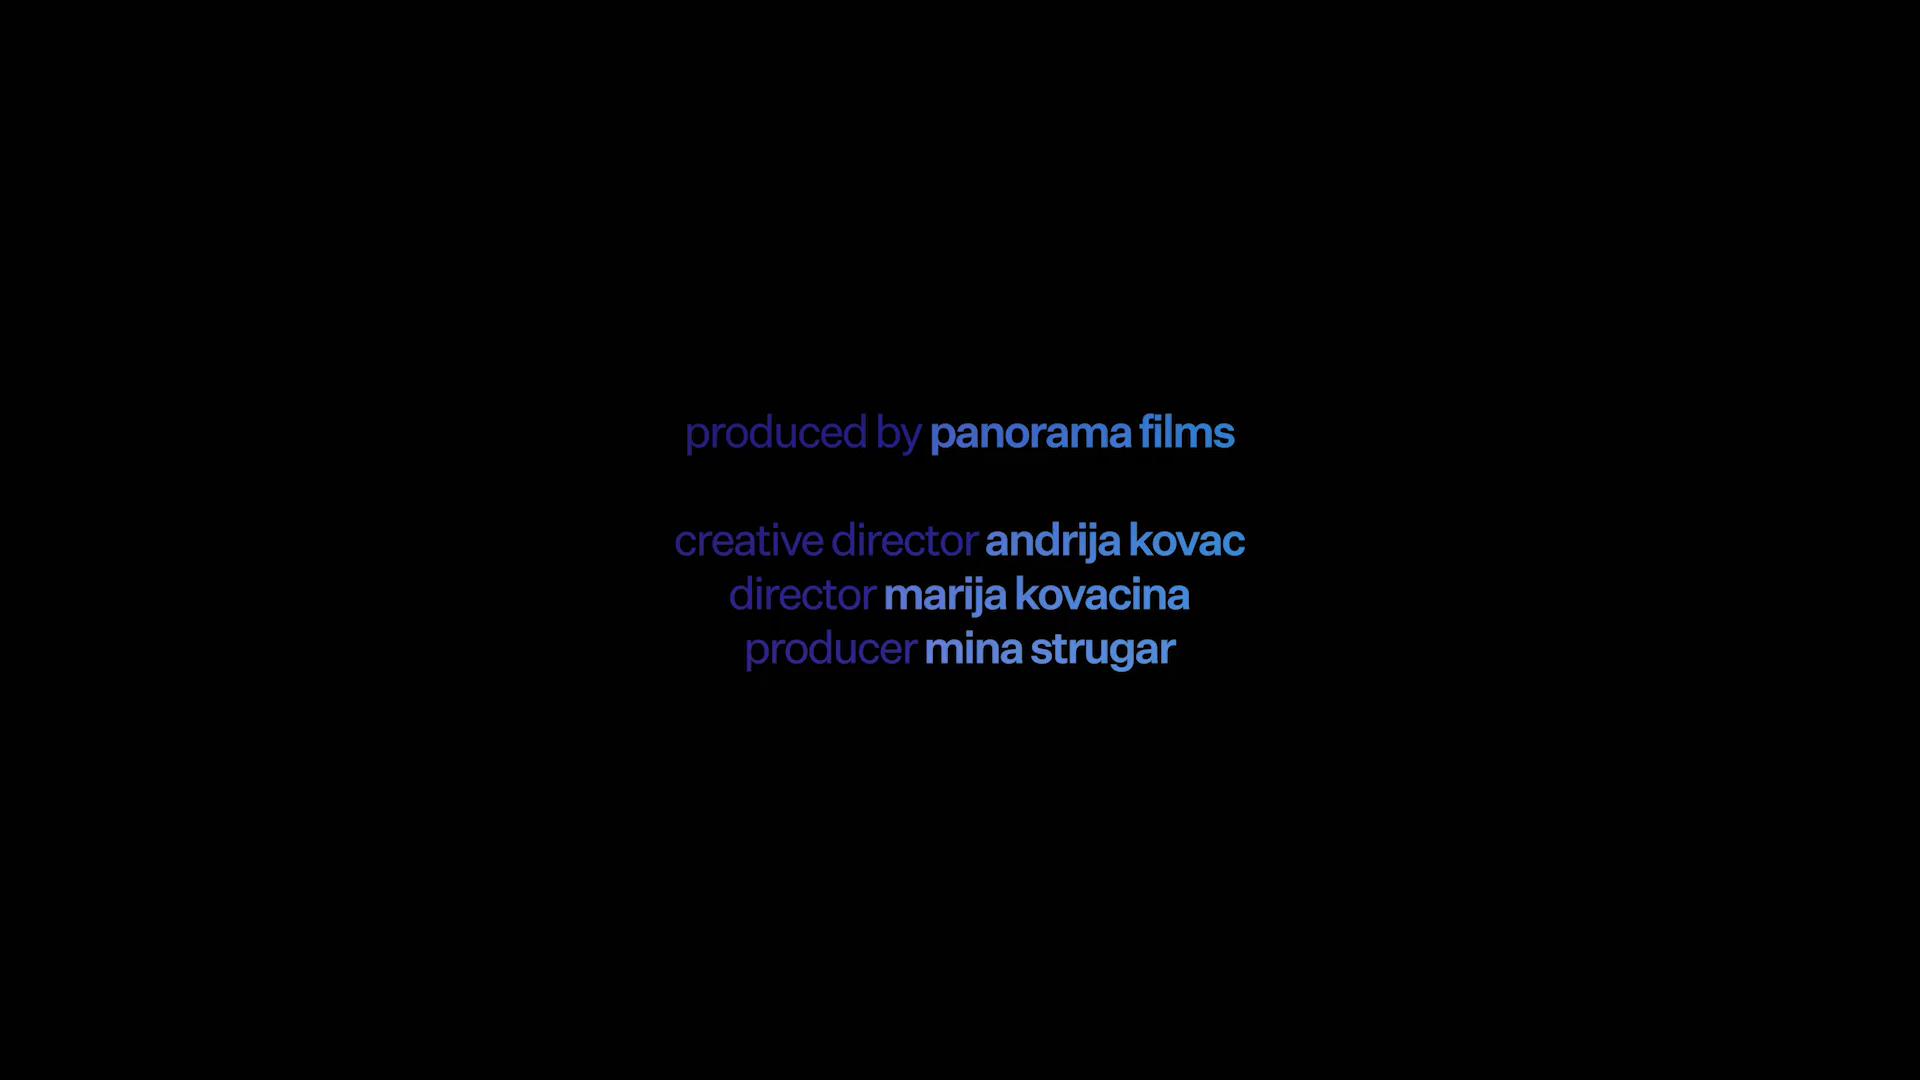 produced by panorama films
creative director andrija kovac
director marija kovacina
producer mina strugar